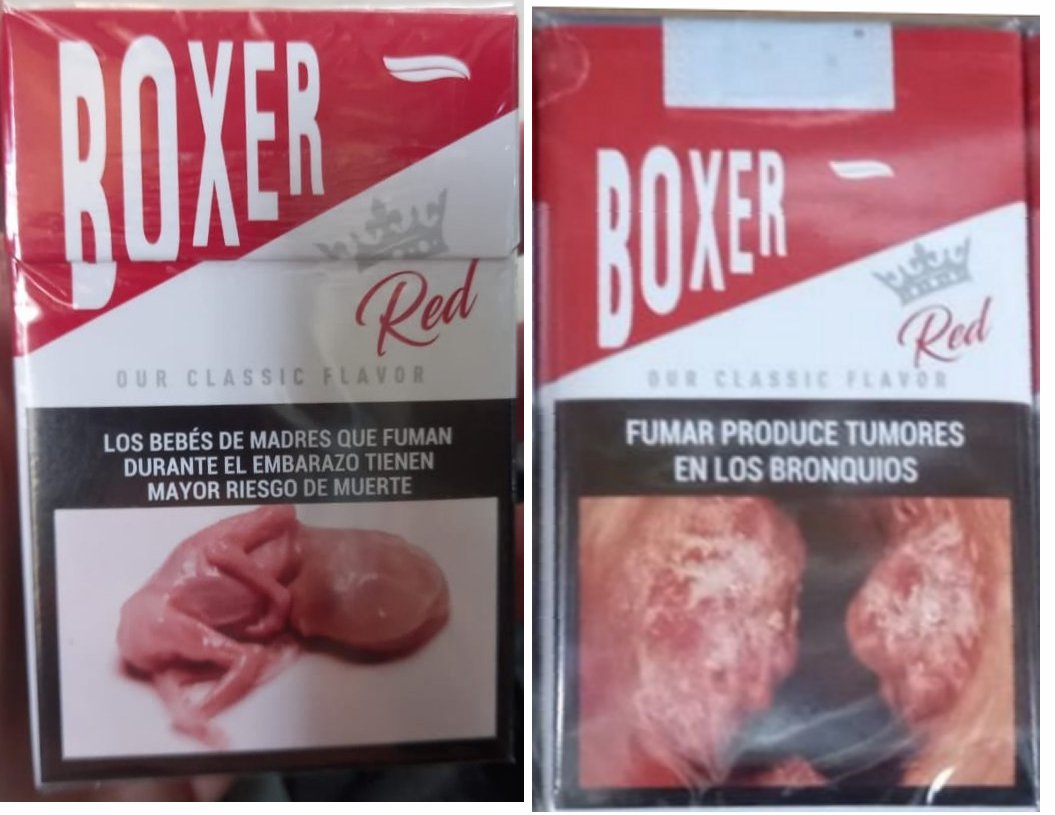 BOXER
Red
OUR CLASSIC FLAVOR
LOS BEBÉS DE MADRES QUE FUMAN
DURANTE EL EMBARAZO TIENEN
MAYOR RIESGO DE MUERTE
BOXER
Red
OUR CLASSIC FLAVOR
FUMAR PRODUCE TUMORES
EN LOS BRONQUIOS